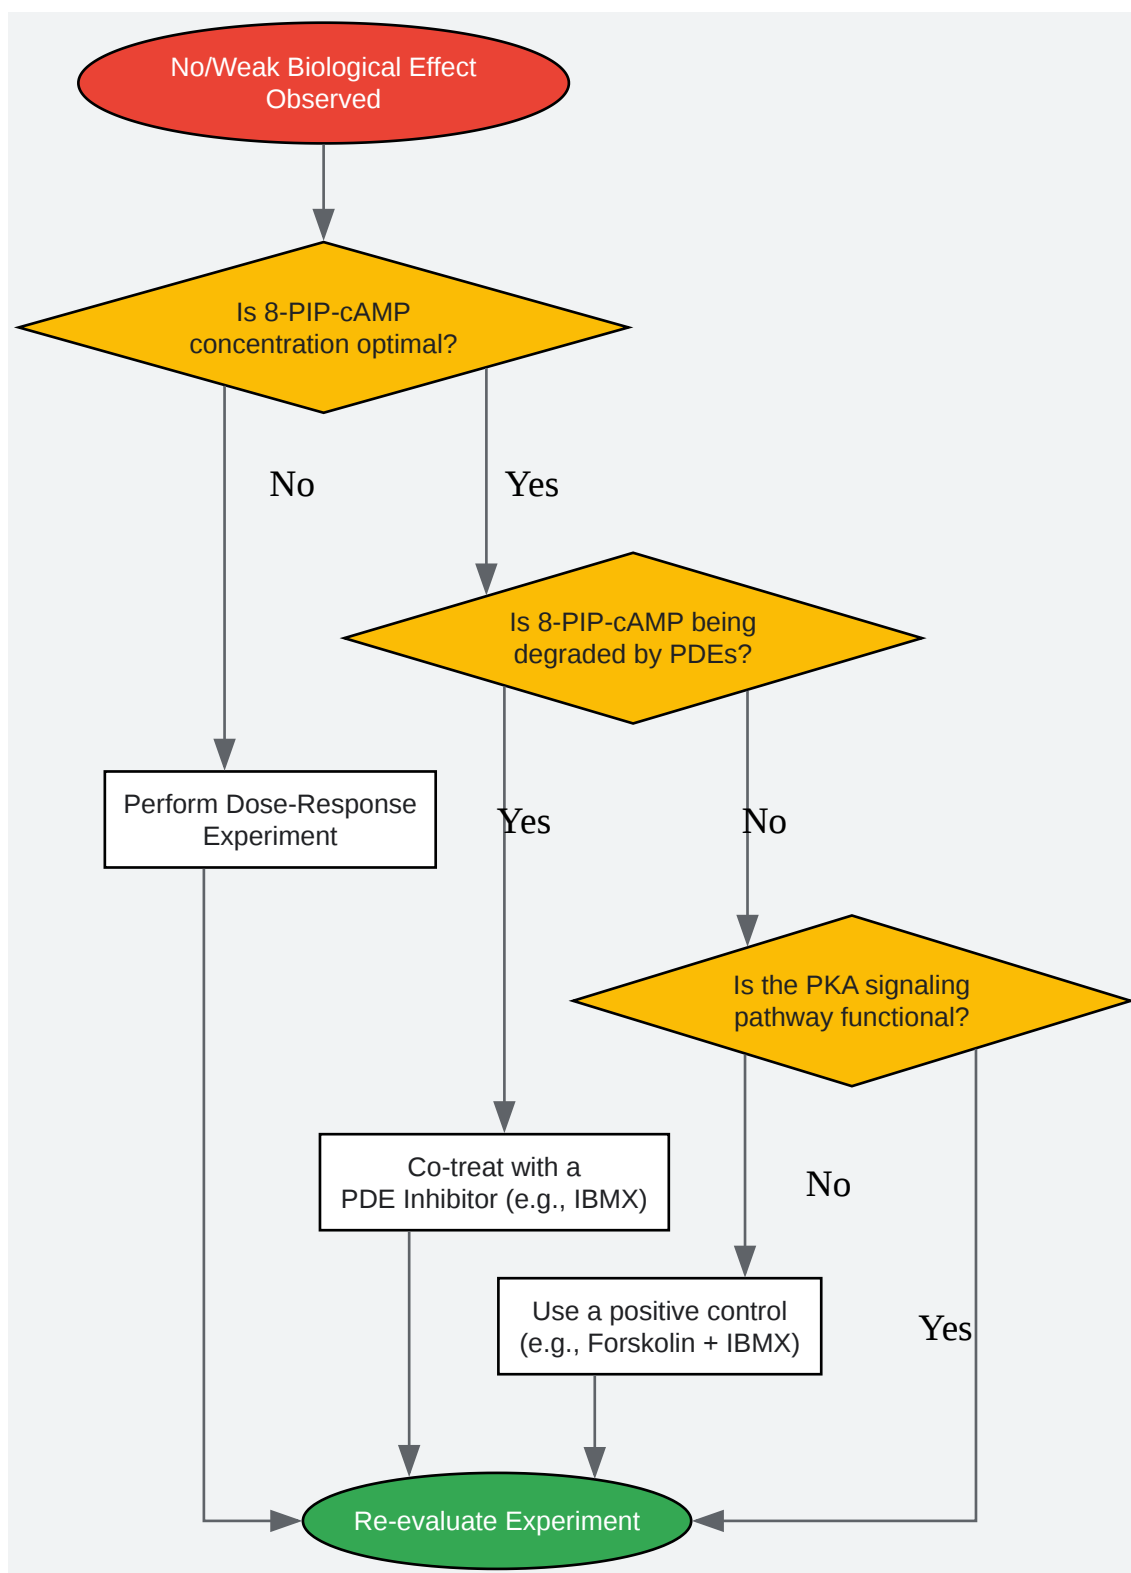 No/Weak Biological Effect
Observed
Is 8-PIP-cAMP
concentration optimal?
No
Yes
Is 8-PIP-cAMP being
degraded by PDEs?
Perform Dose-Response
Experiment
Yes
No
Is the PKA signaling
pathway functional?
Co-treat with a
PDE Inhibitor (e.g., IBMX)
No
Use a positive control
(e.g., Forskolin + IBMX)
Yes
Re-evaluate Experiment